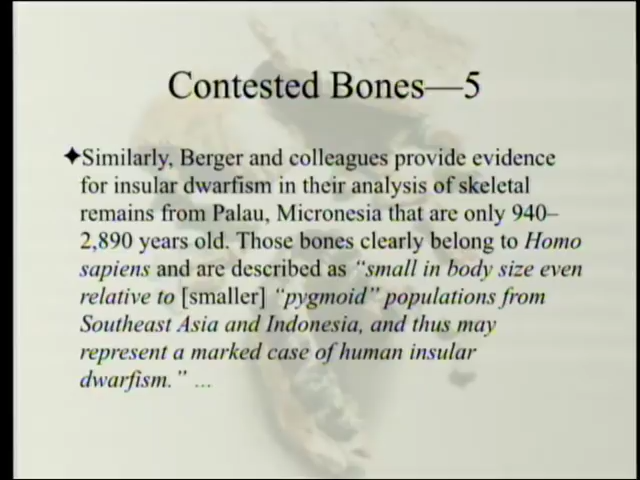 Contested Bones—5
✦Similarly, Berger and colleagues provide evidence
for insular dwarfism in their analysis of skeletal
remains from Palau, Micronesia that are only 940–
2,890 years old. Those bones clearly belong to Homo
sapiens and are described as “small in body size even
relative to [smaller] “pygmoid” populations from
Southeast Asia and Indonesia, and thus may
represent a marked case of human insular
dwarfism.” ...